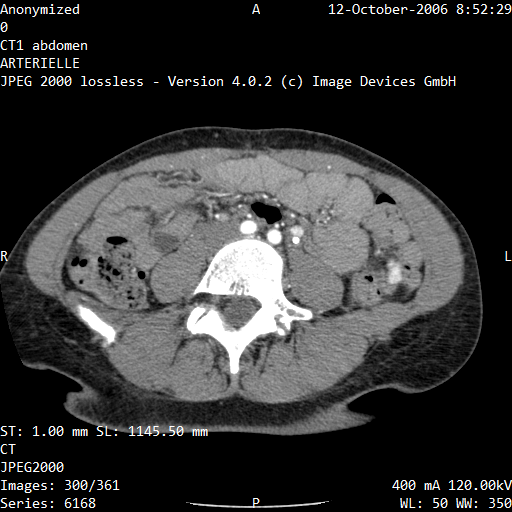 Anonymized A 12-October-2006 8:52:29
0
CT1 abdomen
ARTERIELLE
JPEG 2000 lossless - Version 4.0.2 (c) Image Devices GmbH
R L
ST: 1.00 mm SL: 1145.50 mm
CT
JPEG2000
Images: 300/361 400 mA 120.00kV
Series: 6168 P WL: 50 WW: 350